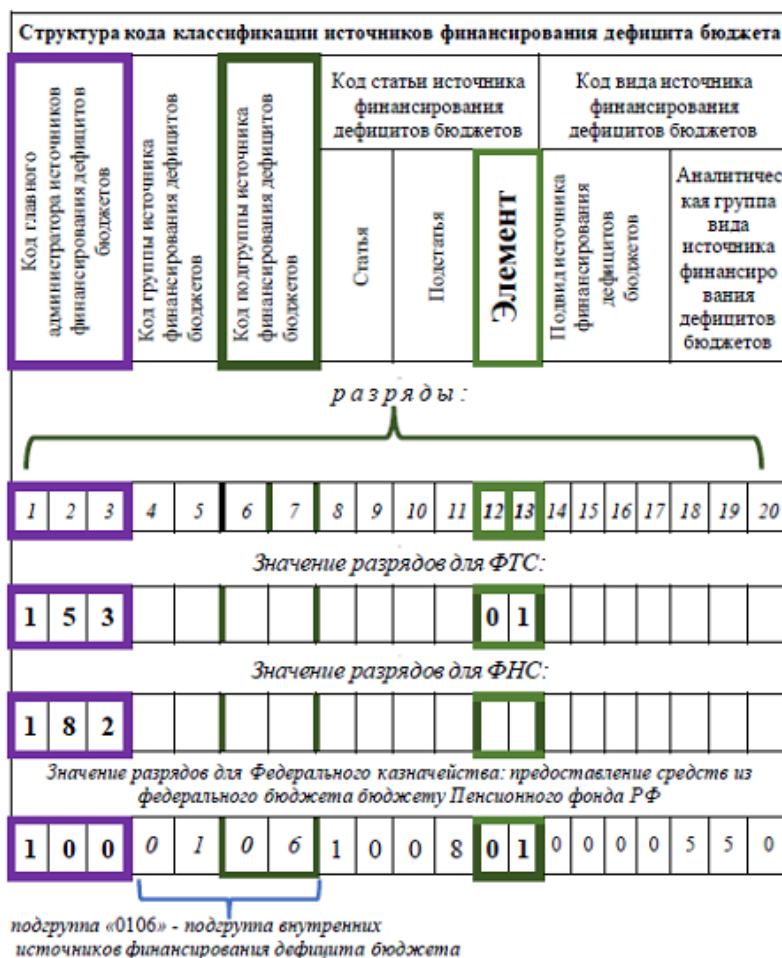 Структура кода классификации источников финансирования дефицита бюджета
Код главного
администратора источников
финансирования дефицитов
бюджетов
Код группы источника
финансирования дефицитов
бюджетов
Код подгруппы источника
финансирования дефицитов
бюджетов
Код статьи источника
финансирования
дефицитов бюджетов
Статья
Подстатья
Элемент
Код вида источника
финансирования
дефицитов бюджетов
Подвид источника
финансирования
дефицитов
бюджетов
Аналитичес
кая группа
вида
источника
финансиро
вания
дефицитов
бюджетов
разряды:
1 2 3 4 5 6 7 8 9 10 11 12 13 14 15 16 17 18 19 20
Значение разрядов для ФТС:
1 5 3 0 1
Значение разрядов для ФНС:
1 8 2
Значение разрядов для Федерального казначейства: предоставление средств из
федерального бюджета бюджету Пенсионного фонда РФ
1 0 0 0 1 0 6 1 0 0 8 0 1 0 0 0 0 5 5 0
подгруппа «0106» - подгруппа внутренних
источников финансирования дефицита бюджета